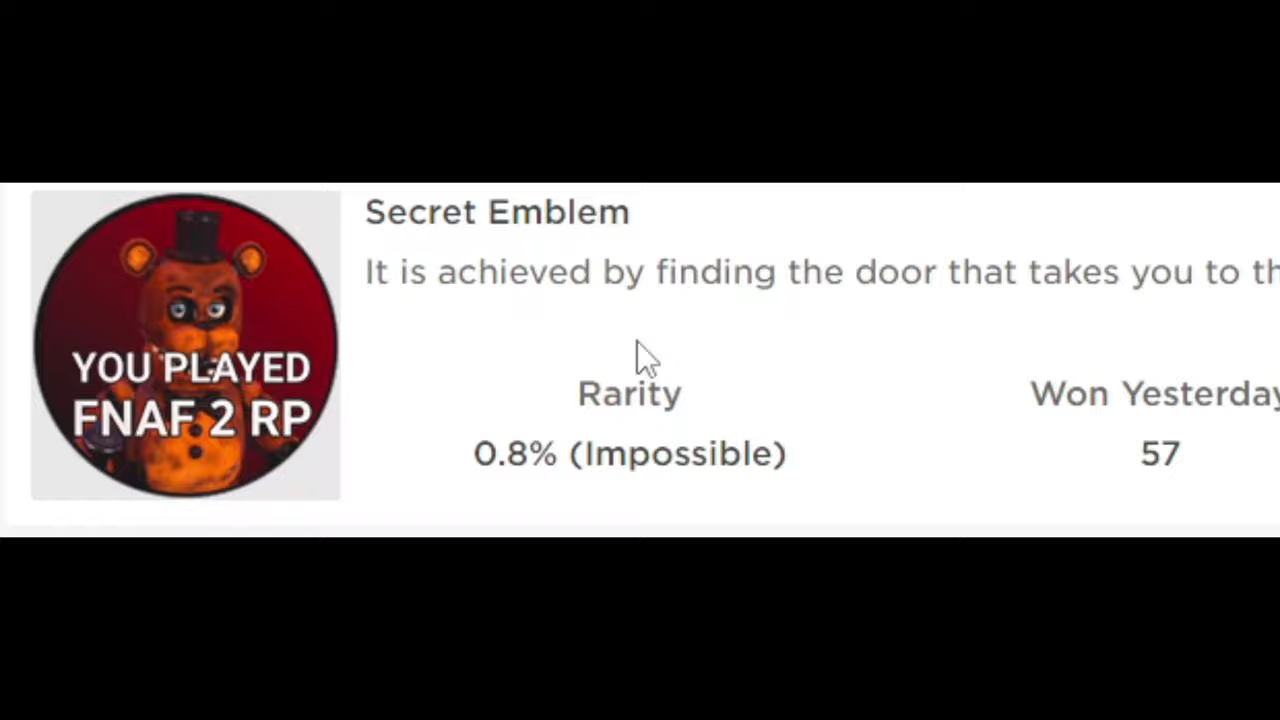 Secret Emblem
It is achieved by finding the door that takes you to th
YOU PLAYED
FNAF 2 RP
Rarity
Won Yesterday
0.8% (Impossible)
57